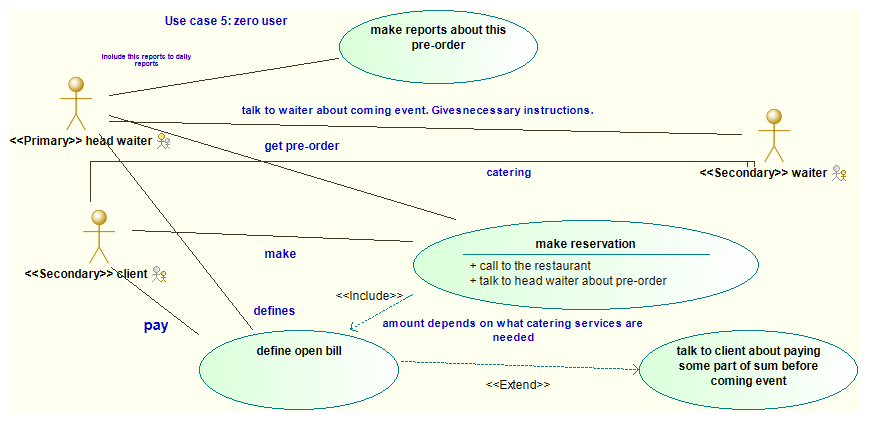 Use case 5: zero user
make reports about this
pre-order
Include this reports to daily
reports
talk to waiter about coming event. Givesnecessary instructions.
<<Primary>> head waiter
get pre-order
catering
<<Secondary>> waiter
make reservation
+ call to the restaurant
+ talk to head waiter about pre-order
make
<<Secondary>> client
<<Include>>
defines
pay
amount depends on what catering services are
needed
define open bill
talk to client about paying
some part of sum before
coming event
<<Extend>>